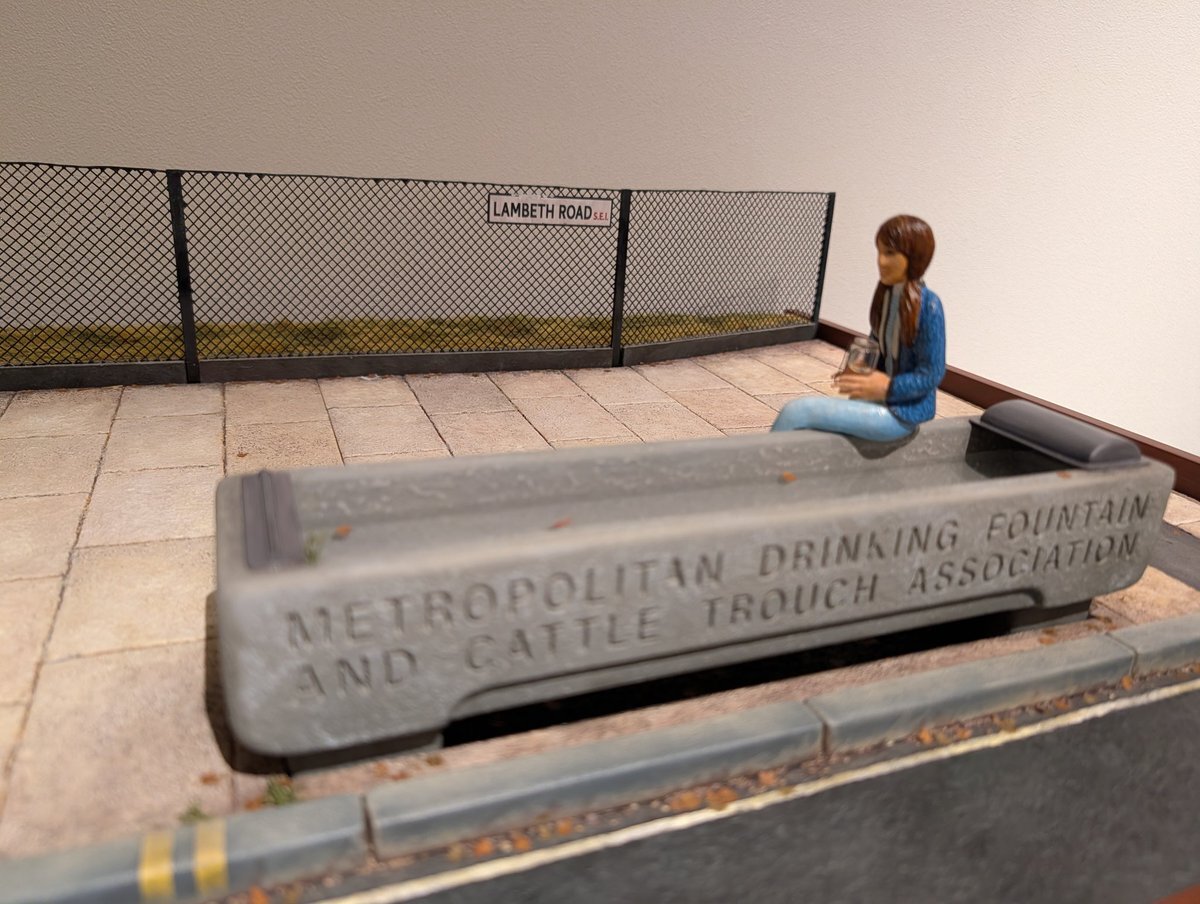 LAMBETH ROAD S.E.1.
METROPOLITAN DRINKING FOUNTAIN
AND CATTLE TROUGH ASSOCIATION